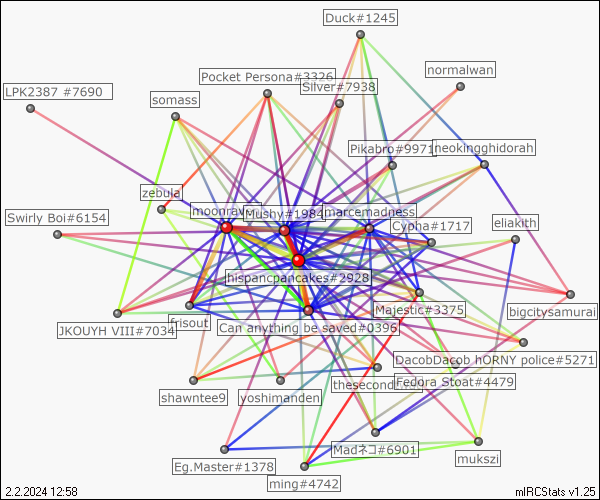 Duck#1245
normalwan
Pocket Persona#3326
Silver#7938
LPK2387 #7690
somass
Pikabro#9971
neokingghidorah
zebula
moonrav
Mushy#1984
marcemadness
Swirly Boi#6154
Cypha#1717
eliakith
hispancpancakes#2928
Majestic#3375
bigcitysamurai
JKOUYH VIII#7034
frisout
Can anything be saved#0396
DacobDacob hORNY police#5271
thesecond
Fedora Stoat#4479
shawntee9
yoshimanden
Madネコ#6901
mukszi
Eg.Master#1378
ming#4742
2.2.2024 12:58
mIRCStats v1.25